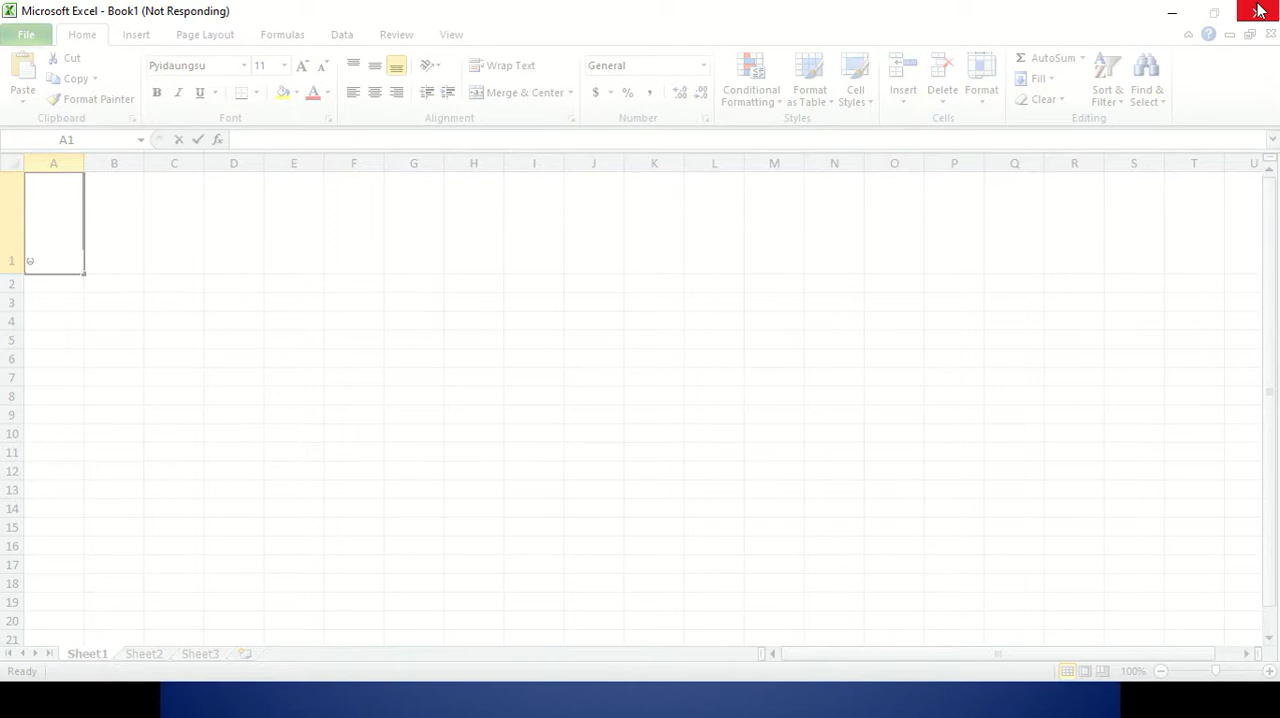 Microsoft Excel - Book1 (Not Responding)
File Home Insert Page Layout Formulas Data Review View
Paste Cut Copy Format Painter Clipboard
Pyidaungsu 11 B I U Font
Wrap Text Merge & Center Alignment
General $ % , Number
Conditional Formatting Format as Table Cell Styles Styles
Insert Delete Format Cells
AutoSum Fill Clear Sort & Filter Find & Select Editing
A1 fx
A B C D E F G H I J K L M N O P Q R S T U
1
2
3
4
5
6
7
8
9
10
11
12
13
14
15
16
17
18
19
20
21
Sheet1 Sheet2 Sheet3
Ready 100%